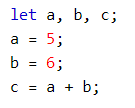 let a, b, c;
a = 5;
b = 6;
c = a + b;